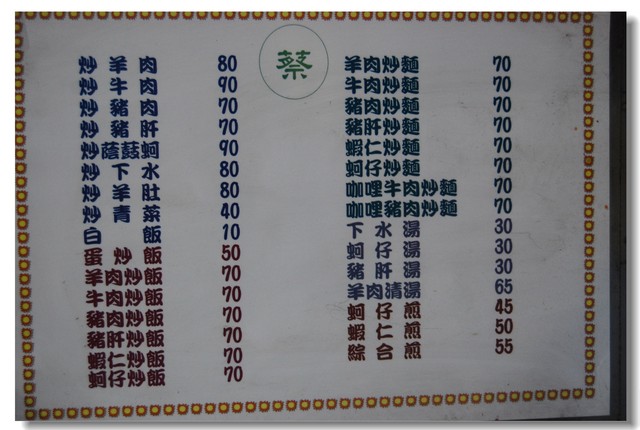 蔡
炒羊肉 80
炒牛肉 90
炒豬肉 70
炒豬肝 70
炒蔭豉蚵 90
炒下水 80
炒羊肚 80
炒青菜 40
白飯 10
蛋炒飯 50
羊肉炒飯 70
牛肉炒飯 70
豬肉炒飯 70
豬肝炒飯 70
蝦仁炒飯 70
蚵仔炒飯 70
羊肉炒麵 70
牛肉炒麵 70
豬肉炒麵 70
豬肝炒麵 70
蝦仁炒麵 70
蚵仔炒麵 70
咖哩牛肉炒麵 70
咖哩豬肉炒麵 70
下水湯 30
蚵仔湯 30
豬肝湯 30
羊肉清湯 65
蚵仔煎 45
蝦仁煎 50
綜合煎 55